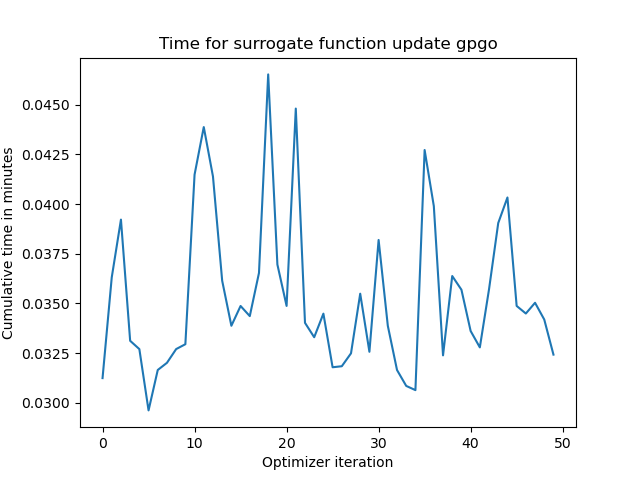 Time for surrogate function update gpgo
Cumulative time in minutes
0.0450
0.0425
0.0400
0.0375
0.0350
0.0325
0.0300
0 10 20 30 40 50
Optimizer iteration